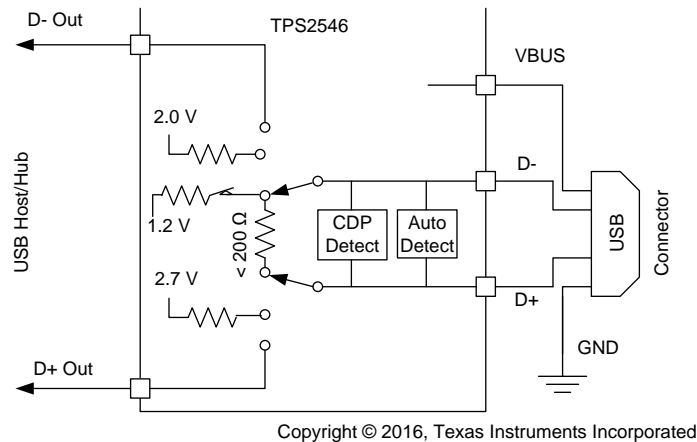 D- Out
TPS2546
VBUS
2.0 V
D-
1.2 V
< 200 Ω
CDP
Detect
Auto
Detect
USB Host/Hub
USB
Connector
2.7 V
D+
GND
D+ Out
Copyright © 2016, Texas Instruments Incorporated